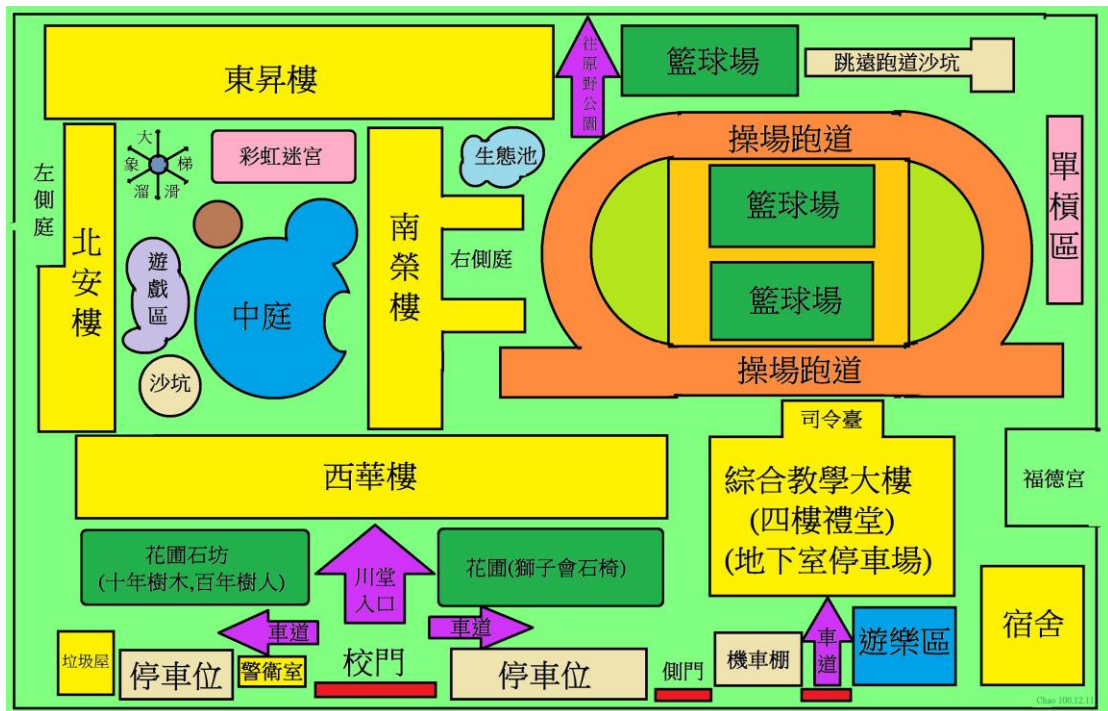 東昇樓
往原野公園
籃球場
跳遠跑道沙坑
大
象
梯
溜
滑
彩虹迷宮
生態池
操場跑道
單槓區
左側庭
北安樓
遊戲區
中庭
南榮樓
右側庭
籃球場
籃球場
沙坑
操場跑道
司令臺
西華樓
綜合教學大樓
(四樓禮堂)
(地下室停車場)
福德宮
花圃石坊
(十年樹木,百年樹人)
川堂
入口
花圃(獅子會石椅)
車道
車道
車道
遊樂區
宿舍
垃圾屋
停車位
警衛室
校門
停車位
側門
機車棚
Chao 100.12.11